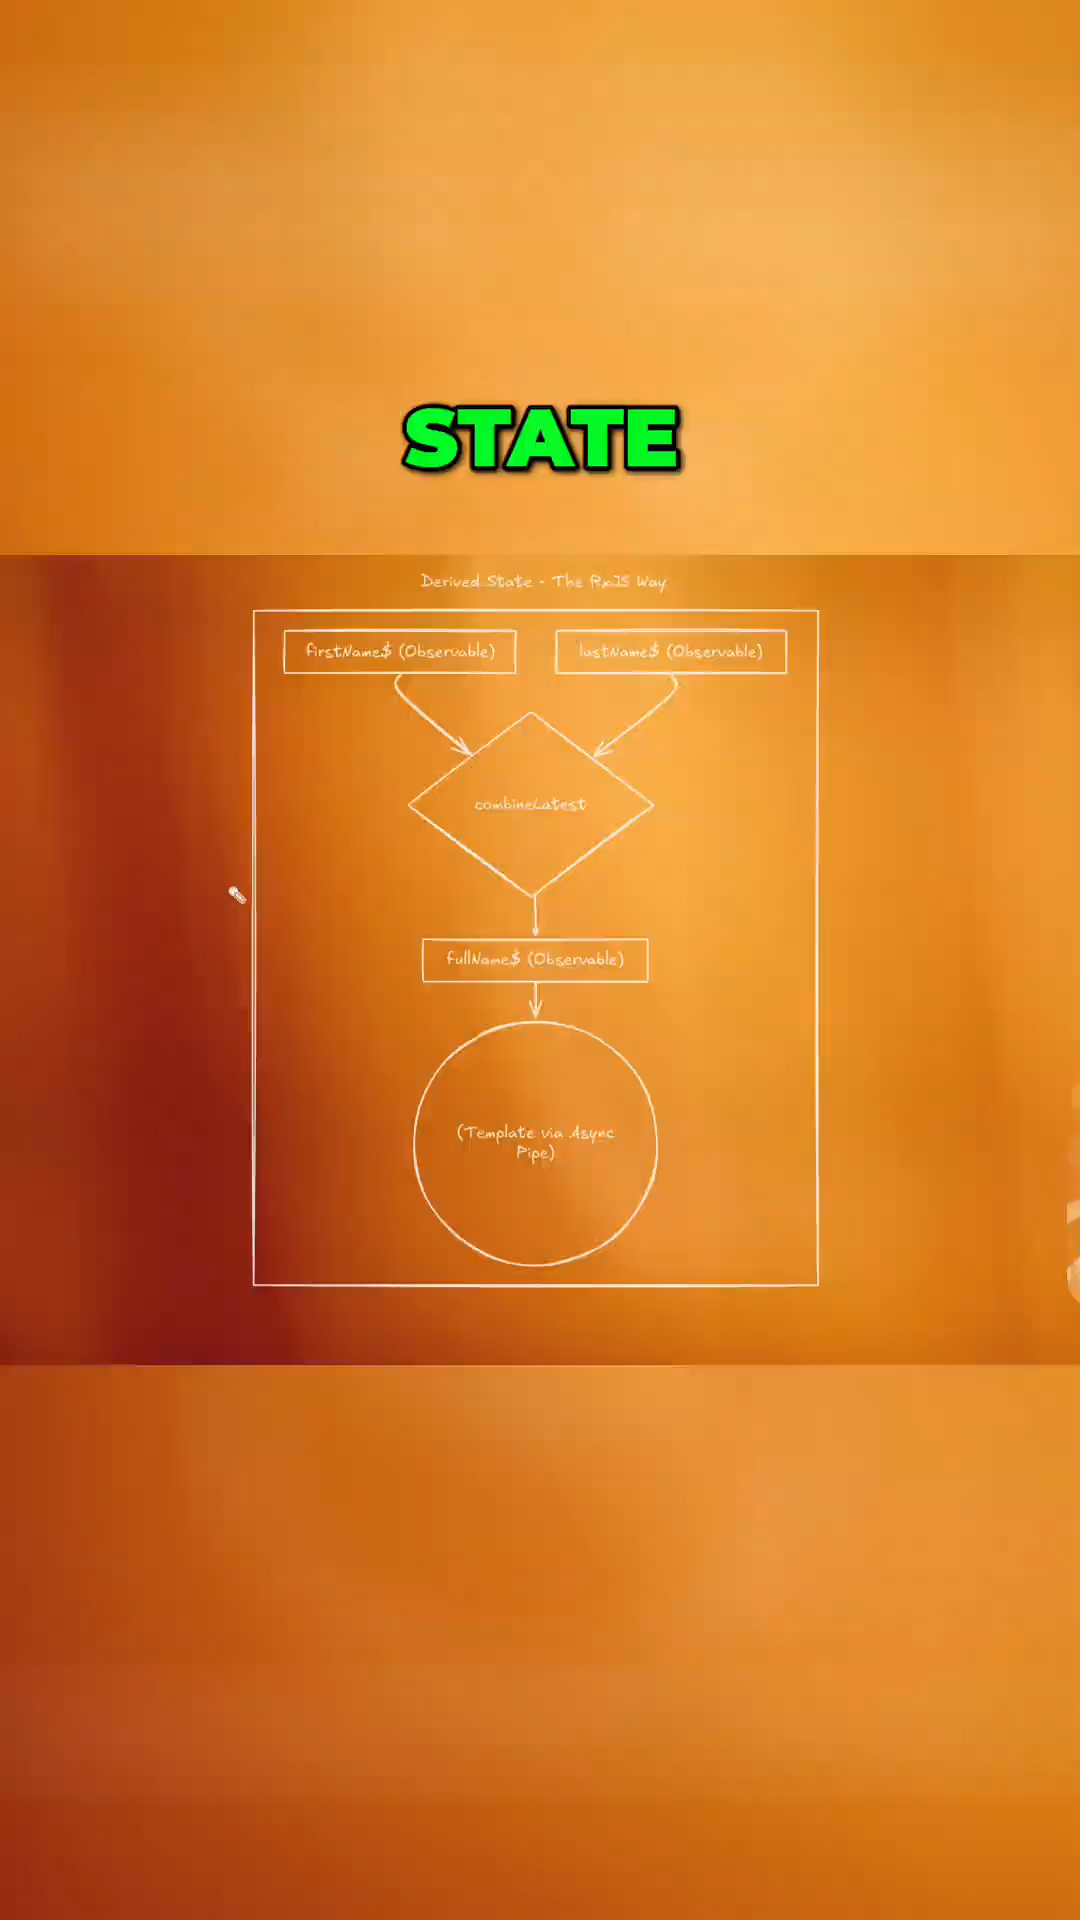 STATE
Derived State - The RxJS Way
firstName$ (Observable)
lastName$ (Observable)
combineLatest
fullName$ (Observable)
(Template via Async
Pipe)